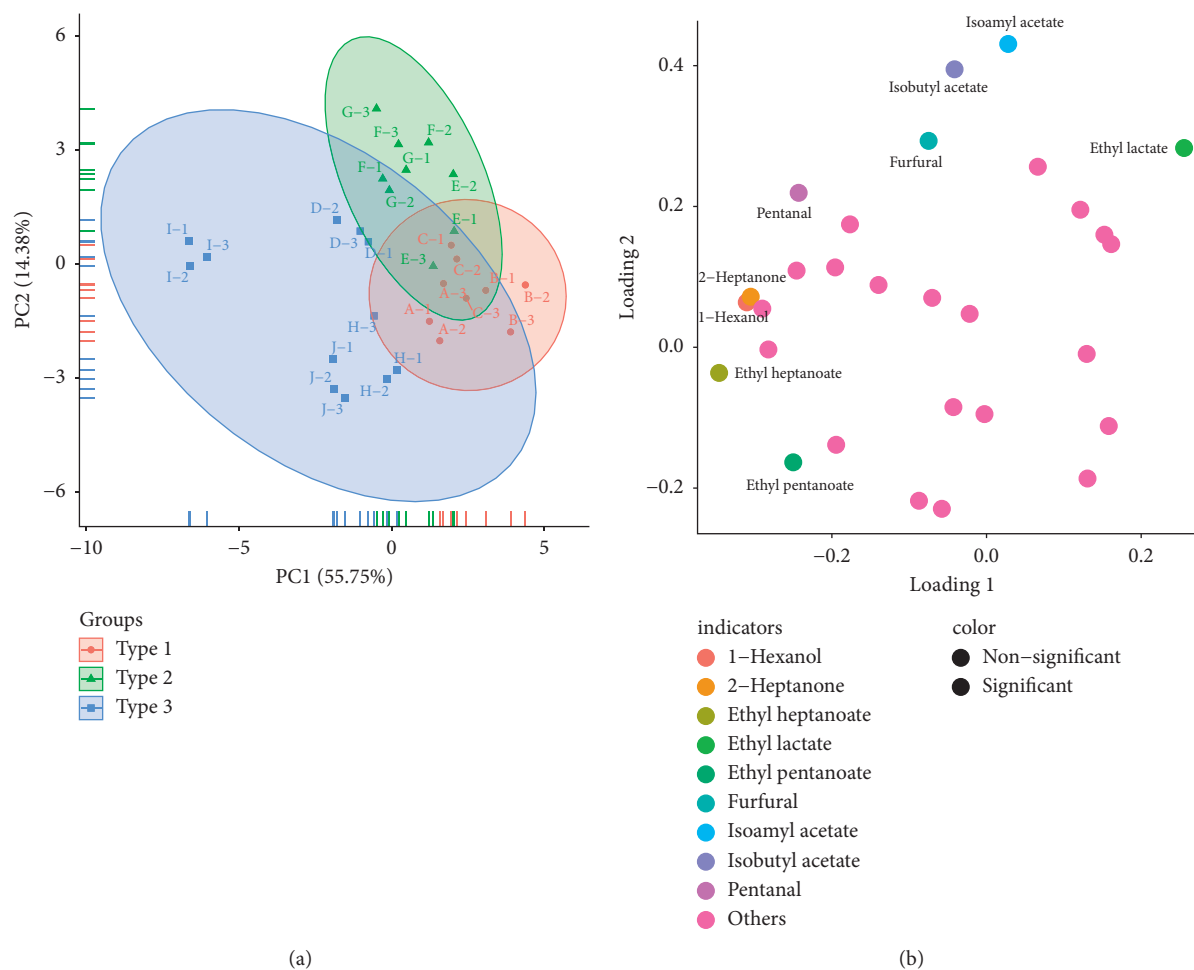 6
3
0
−3
−6
PC2 (14.38%)
G−3
F−3
F−2
G−1
F−1
G−2
E−2
E−1
E−3
D−2
D−3
D−1
I−1
I−3
I−2
C−1
C−2
B−1
B−2
A−3
C−3
B−3
A−1
A−2
H−3
J−1
H−1
J−2
H−2
J−3
−10
−5
0
5
PC1 (55.75%)
Groups
Type 1
Type 2
Type 3
(a)
0.4
0.2
0.0
−0.2
Loading 2
Isoamyl acetate
Isobutyl acetate
Furfural
Ethyl lactate
Pentanal
2−Heptanone
1−Hexanol
Ethyl heptanoate
Ethyl pentanoate
−0.2
0.0
0.2
Loading 1
indicators
1−Hexanol
2−Heptanone
Ethyl heptanoate
Ethyl lactate
Ethyl pentanoate
Furfural
Isoamyl acetate
Isobutyl acetate
Pentanal
Others
color
Non−significant
Significant
(b)